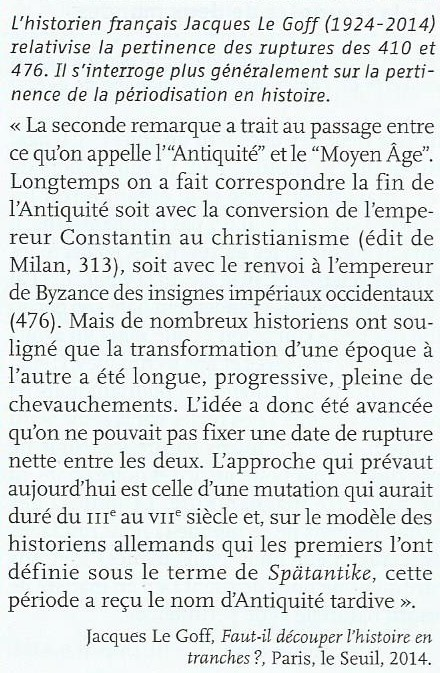 L'historien français Jacques Le Goff (1924-2014)
relativise la pertinence des ruptures des 410 et
476. Il s'interroge plus généralement sur la perti-
nence de la périodisation en histoire.
« La seconde remarque a trait au passage entre
ce qu'on appelle l'“Antiquité” et le “Moyen Âge”.
Longtemps on a fait correspondre la fin de
l'Antiquité soit avec la conversion de l'empe-
reur Constantin au christianisme (édit de
Milan, 313), soit avec le renvoi à l'empereur
de Byzance des insignes impériaux occidentaux
(476). Mais de nombreux historiens ont sou-
ligné que la transformation d'une époque à
l'autre a été longue, progressive, pleine de
chevauchements. L'idée a donc été avancée
qu'on ne pouvait pas fixer une date de rupture
nette entre les deux. L'approche qui prévaut
aujourd'hui est celle d'une mutation qui aurait
duré du IIIe au VIIe siècle et, sur le modèle des
historiens allemands qui les premiers l'ont
définie sous le terme de Spätantike, cette
période a reçu le nom d'Antiquité tardive ».
Jacques Le Goff, Faut-il découper l'histoire en
tranches ?, Paris, le Seuil, 2014.